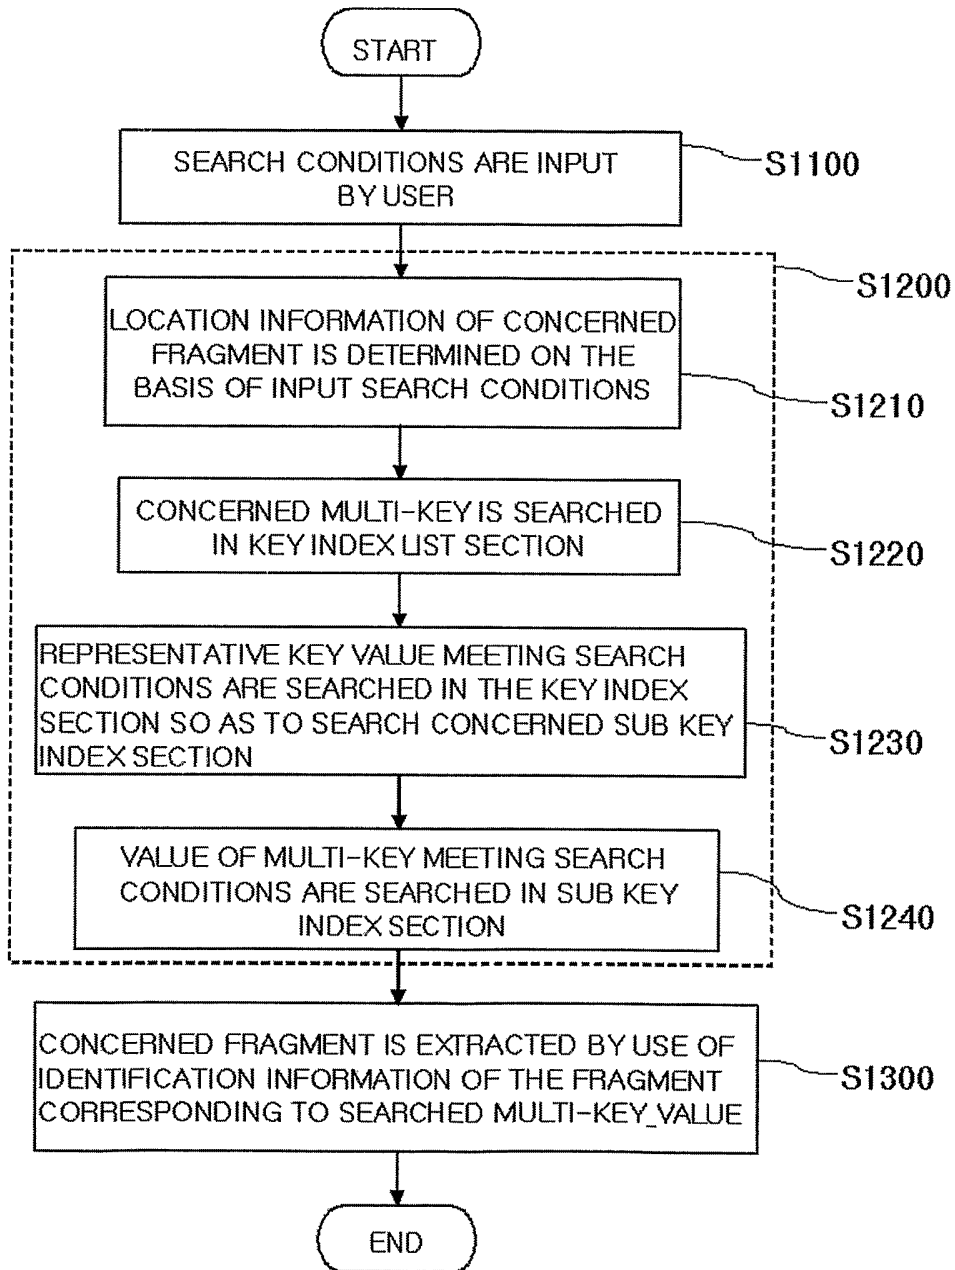 START
SEARCH CONDITIONS ARE INPUT
BY USER
S1100
S1200
LOCATION INFORMATION OF CONCERNED
FRAGMENT IS DETERMINED ON THE
BASIS OF INPUT SEARCH CONDITIONS
S1210
CONCERNED MULTI-KEY IS SEARCHED
IN KEY INDEX LIST SECTION
S1220
REPRESENTATIVE KEY VALUE MEETING SEARCH
CONDITIONS ARE SEARCHED IN THE KEY INDEX
SECTION SO AS TO SEARCH CONCERNED SUB KEY
INDEX SECTION
S1230
VALUE OF MULTI-KEY MEETING SEARCH
CONDITIONS ARE SEARCHED IN SUB KEY
INDEX SECTION
S1240
CONCERNED FRAGMENT IS EXTRACTED BY USE OF
IDENTIFICATION INFORMATION OF THE FRAGMENT
CORRESPONDING TO SEARCHED MULTI-KEY_VALUE
S1300
END